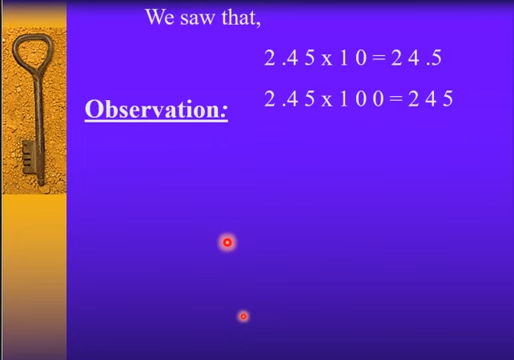 We saw that,
2 .4 5 x 1 0 = 2 4 .5
Observation:
2 .4 5 x 1 0 0 = 2 4 5